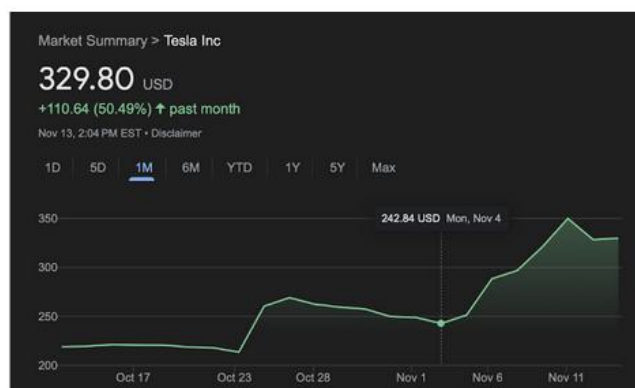 Market Summary > Tesla Inc
329.80 USD
+110.64 (50.49%) ↑ past month
Nov 13, 2:04 PM EST • Disclaimer
1D 5D 1M 6M YTD 1Y 5Y Max
350
242.84 USD Mon, Nov 4
300
250
200
Oct 17 Oct 23 Oct 28 Nov 1 Nov 6 Nov 11